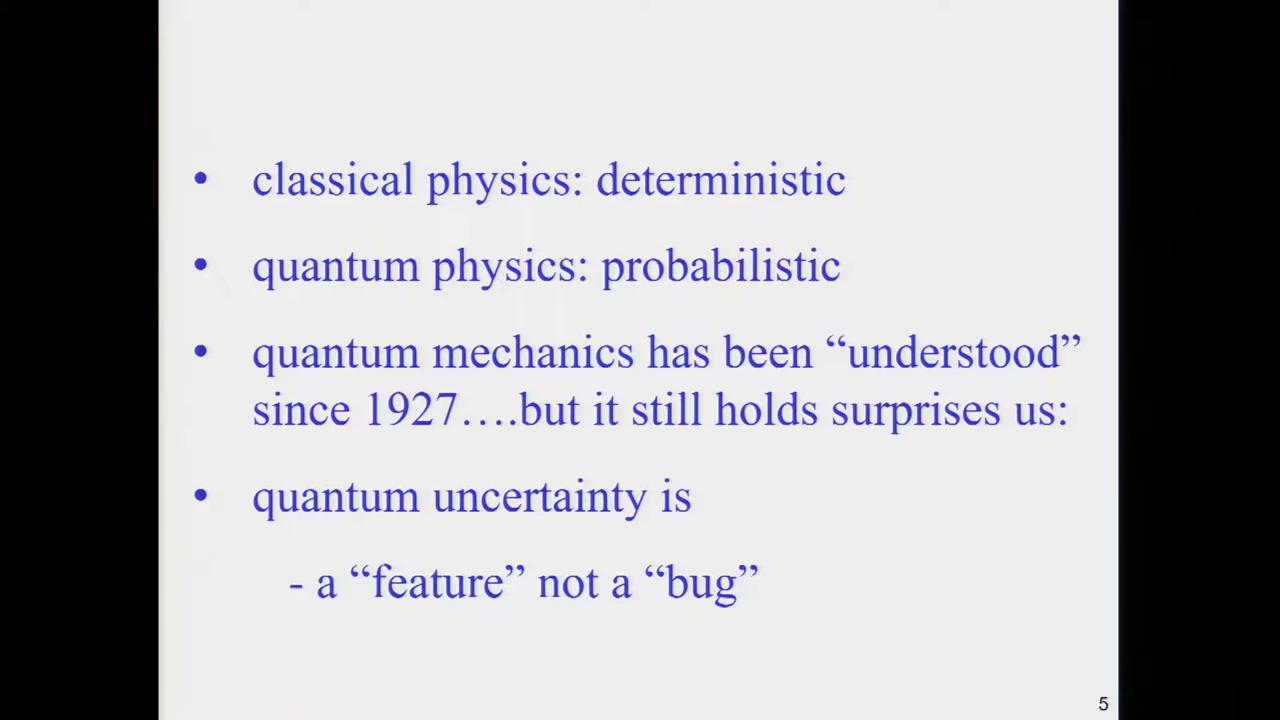 • classical physics: deterministic
• quantum physics: probabilistic
• quantum mechanics has been “understood”
since 1927….but it still holds surprises us:
• quantum uncertainty is
- a “feature” not a “bug”
5